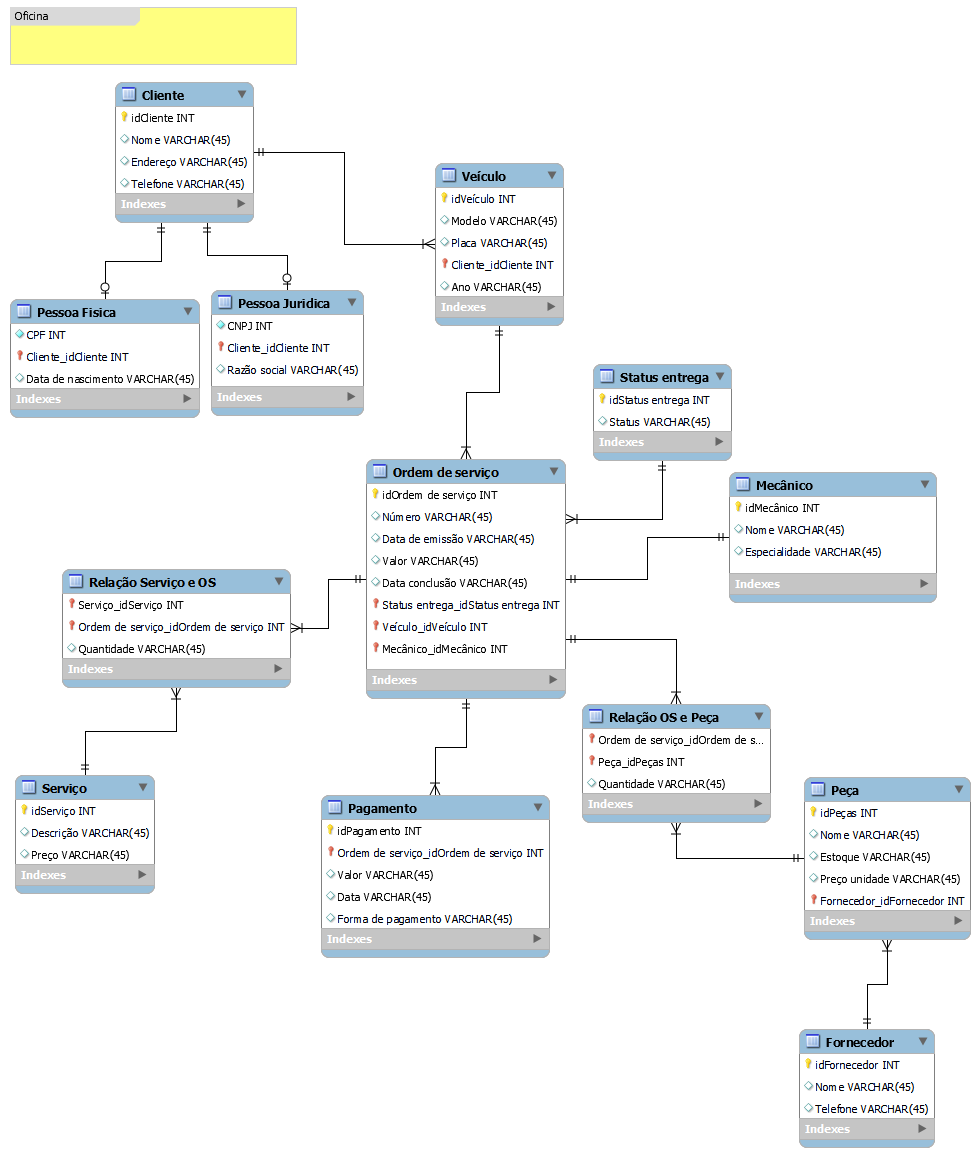 Oficina
Cliente
idCliente INT
Nome VARCHAR(45)
Endereço VARCHAR(45)
Telefone VARCHAR(45)
Indexes
Veículo
idVeículo INT
Modelo VARCHAR(45)
Placa VARCHAR(45)
Cliente_idCliente INT
Ano VARCHAR(45)
Indexes
Pessoa Fisica
CPF INT
Cliente_idCliente INT
Data de nascimento VARCHAR(45)
Indexes
Pessoa Juridica
CNPJ INT
Cliente_idCliente INT
Razão social VARCHAR(45)
Indexes
Status entrega
idStatus entrega INT
Status VARCHAR(45)
Indexes
Ordem de serviço
idOrdem de serviço INT
Número VARCHAR(45)
Data de emissão VARCHAR(45)
Valor VARCHAR(45)
Data conclusão VARCHAR(45)
Status entrega_idStatus entrega INT
Veículo_idVeículo INT
Mecânico_idMecânico INT
Indexes
Mecânico
idMecânico INT
Nome VARCHAR(45)
Especialidade VARCHAR(45)
Indexes
Relação Serviço e OS
Serviço_idServiço INT
Ordem de serviço_idOrdem de serviço INT
Quantidade VARCHAR(45)
Indexes
Relação OS e Peça
Ordem de serviço_idOrdem de s...
Peça_idPeças INT
Quantidade VARCHAR(45)
Indexes
Serviço
idServiço INT
Descrição VARCHAR(45)
Preço VARCHAR(45)
Indexes
Pagamento
idPagamento INT
Ordem de serviço_idOrdem de serviço INT
Valor VARCHAR(45)
Data VARCHAR(45)
Forma de pagamento VARCHAR(45)
Indexes
Peça
idPeças INT
Nome VARCHAR(45)
Estoque VARCHAR(45)
Preço unidade VARCHAR(45)
Fornecedor_idFornecedor INT
Indexes
Fornecedor
idFornecedor INT
Nome VARCHAR(45)
Telefone VARCHAR(45)
Indexes